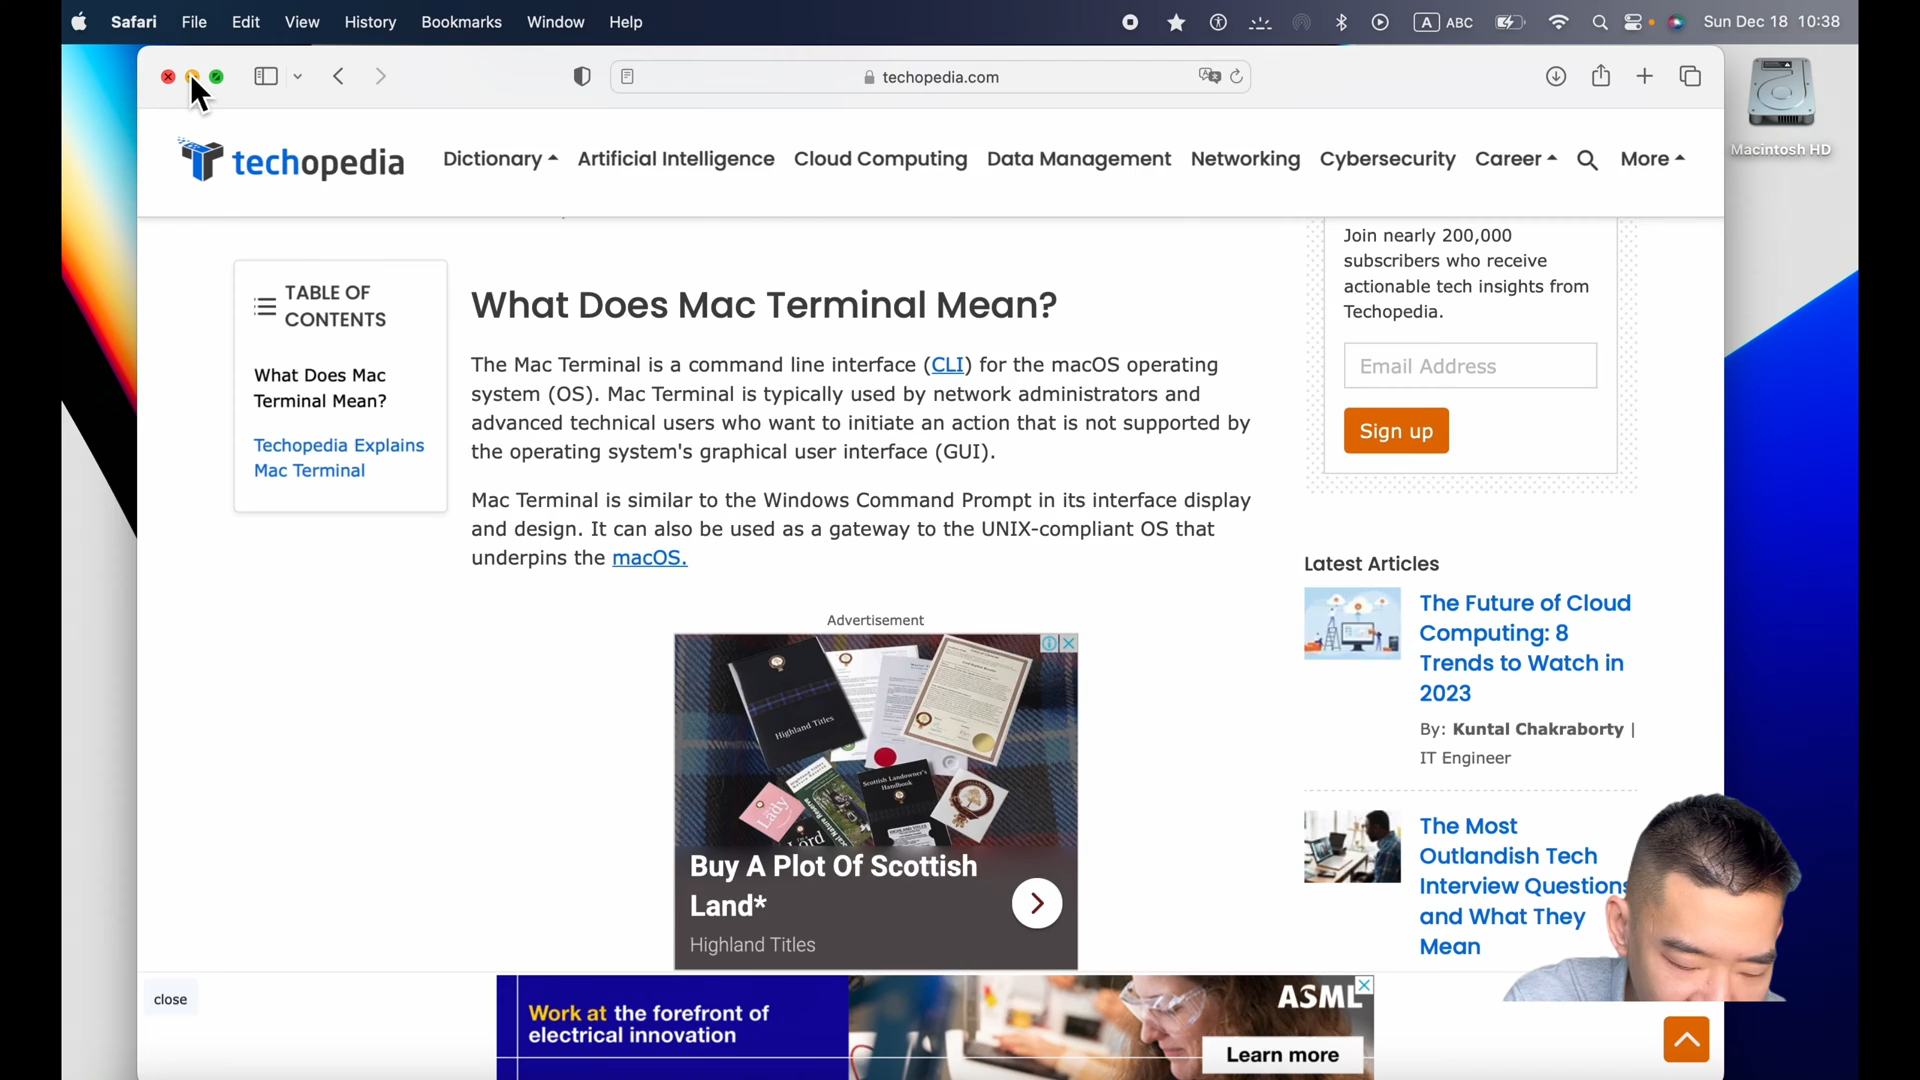 Safari File Edit View History Bookmarks Window Help
A ABC Sun Dec 18 10:38
techopedia.com
Macintosh HD
techopedia
Dictionary Artificial Intelligence Cloud Computing Data Management Networking Cybersecurity Career More
TABLE OF
CONTENTS
What Does Mac
Terminal Mean?
Techopedia Explains
Mac Terminal
What Does Mac Terminal Mean?
The Mac Terminal is a command line interface (CLI) for the macOS operating
system (OS). Mac Terminal is typically used by network administrators and
advanced technical users who want to initiate an action that is not supported by
the operating system's graphical user interface (GUI).
Mac Terminal is similar to the Windows Command Prompt in its interface display
and design. It can also be used as a gateway to the UNIX-compliant OS that
underpins the macOS.
Advertisement
Highland Titles
Scottish
Landowner's
Handbook
Lady
Lord
Buy A Plot Of Scottish
Land*
Highland Titles
Join nearly 200,000
subscribers who receive
actionable tech insights from
Techopedia.
Email Address
Sign up
Latest Articles
The Future of Cloud
Computing: 8
Trends to Watch in
2023
By: Kuntal Chakraborty |
IT Engineer
The Most
Outlandish Tech
Interview Questions
and What They
Mean
close
Work at the forefront of
electrical innovation
ASML
Learn more